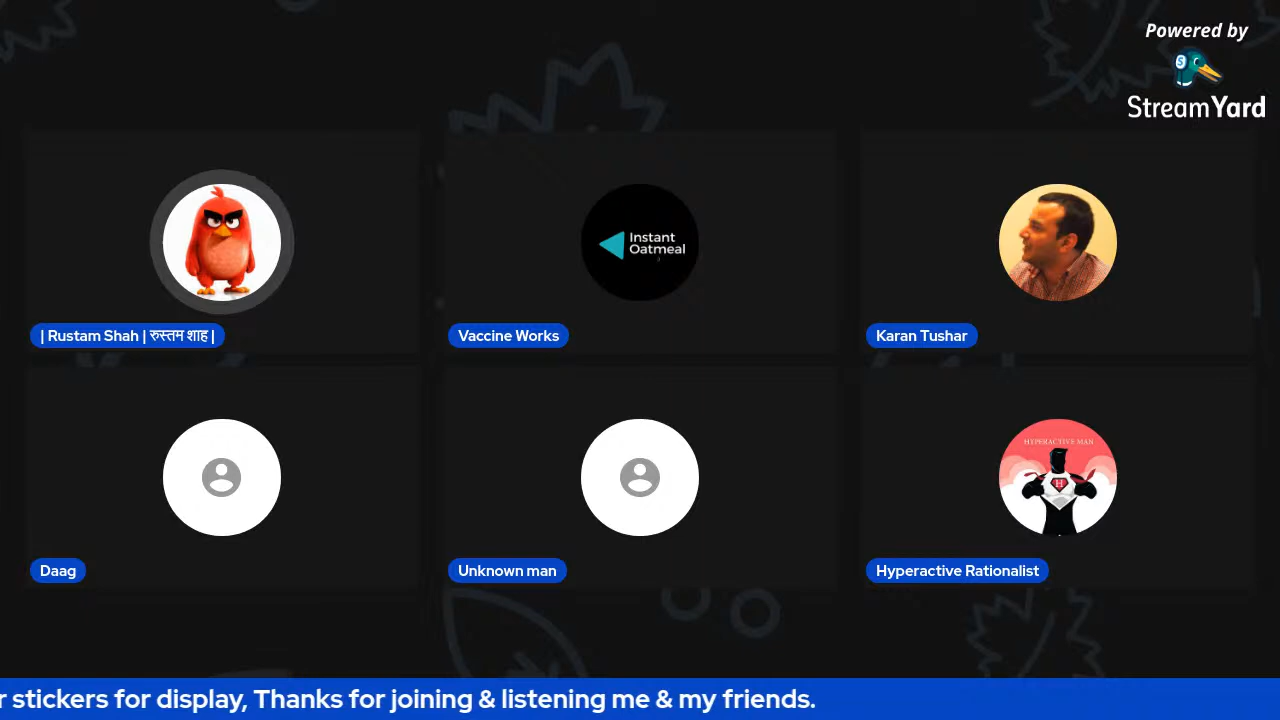 Powered by
StreamYard
Instant
Oatmeal
| Rustam Shah | रुस्तम शाह |
Vaccine Works
Karan Tushar
HYPERACTIVE MAN
H
Daag
Unknown man
Hyperactive Rationalist
r stickers for display, Thanks for joining & listening me & my friends.